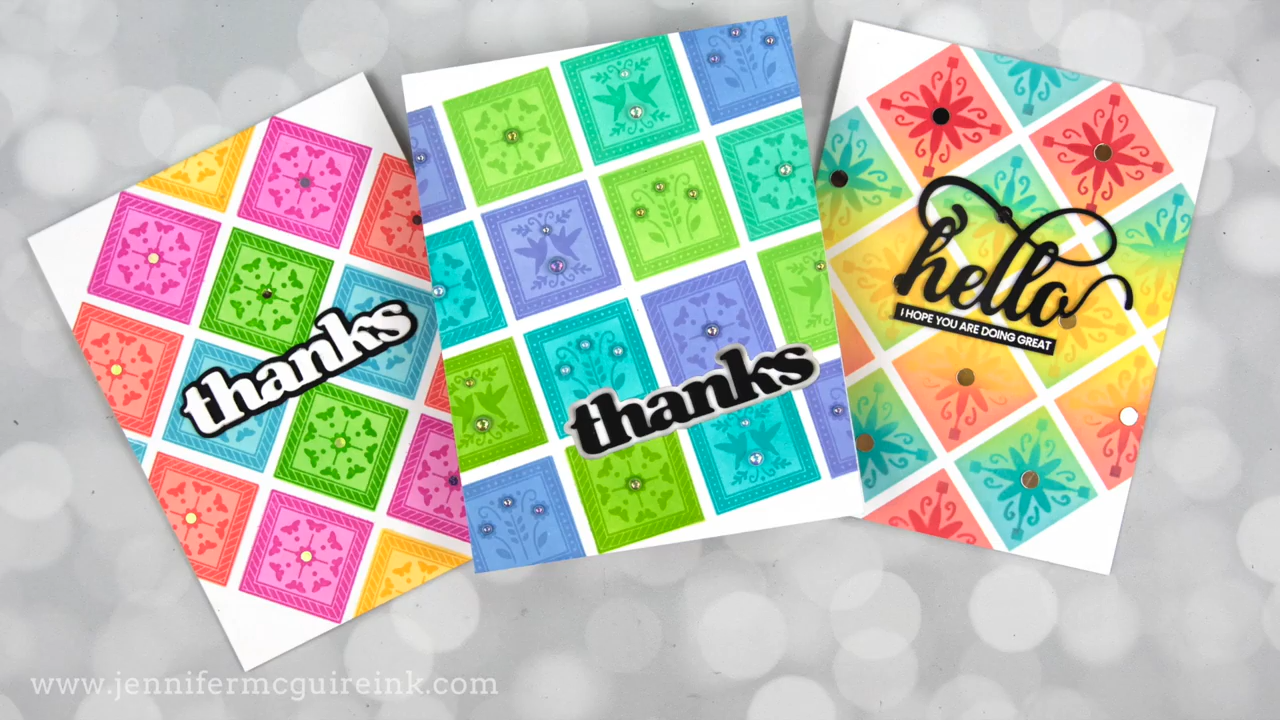 thanks
thanks
hello
I HOPE YOU ARE DOING GREAT
www.jennifermcguireink.com